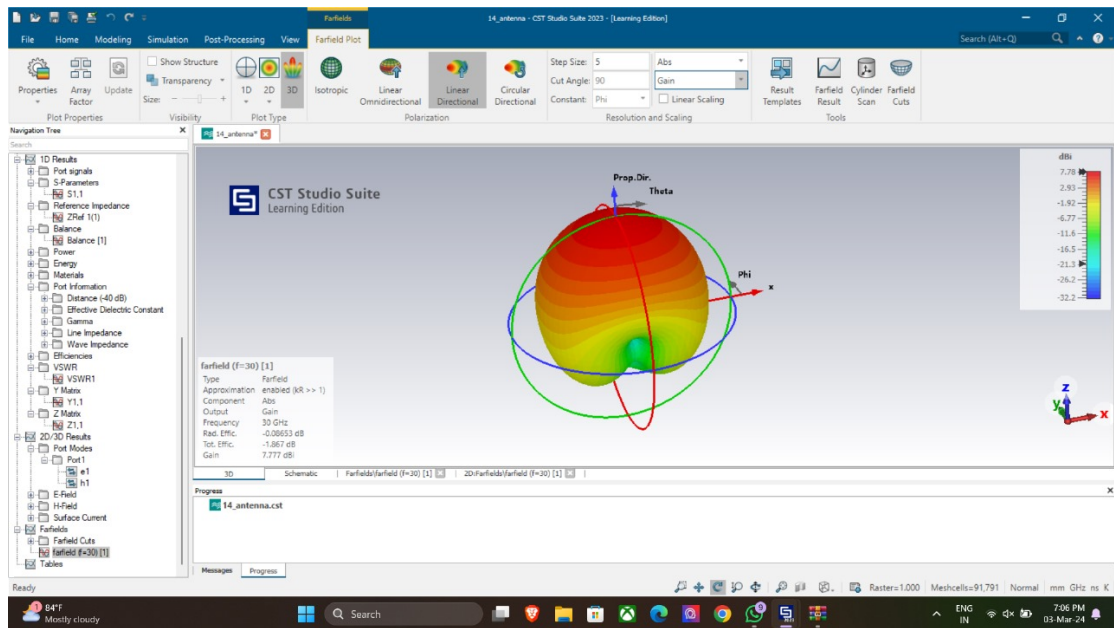 Farfields
14_antenna - CST Studio Suite 2023 - [Learning Edition]
File Home Modeling Simulation Post-Processing View Farfield Plot
Search (Alt+Q)
Properties
Array Factor
Update
Show Structure
Transparency
Size:
1D 2D 3D
Isotropic
Linear Omnidirectional
Linear Directional
Circular Directional
Step Size: 5
Cut Angle: 90
Constant: Phi
Abs
Gain
Linear Scaling
Result Templates
Farfield Result
Cylinder Scan
Farfield Cuts
Plot Properties Visibility Plot Type Polarization Resolution and Scaling Tools
Navigation Tree
Search
1D Results
Port signals
S-Parameters
S1,1
Reference Impedance
ZRef 1(1)
Balance
Balance [1]
Power
Energy
Materials
Port Information
Distance (-40 dB)
Effective Dielectric Constant
Gamma
Line Impedance
Wave Impedance
Efficiencies
VSWR
VSWR1
Y Matrix
Y1,1
Z Matrix
Z1,1
2D/3D Results
Port Modes
Port1
e1
h1
E-Field
H-Field
Surface Current
Farfields
Farfield Cuts
farfield (f=30) [1]
Tables
14_antenna*
CST Studio Suite
Learning Edition
Prop.Dir.
Theta
Phi
x
dBi
7.78
2.93
-1.92
-6.77
-11.6
-16.5
-21.3
-26.2
-32.2
farfield (f=30) [1]
Type Farfield
Approximation enabled (kR >> 1)
Component Abs
Output Gain
Frequency 30 GHz
Rad. Effic. -0.08653 dB
Tot. Effic. -1.867 dB
Gain 7.777 dBi
z
y
x
3D Schematic Farfields\farfield (f=30) [1] 2D:Farfields\farfield (f=30) [1]
Progress
14_antenna.cst
Messages Progress
Ready
Raster=1.000 Meshcells=91,791 Normal mm GHz ns K
84°F
Mostly cloudy
Search
9
ENG
IN
7:06 PM
03-Mar-24